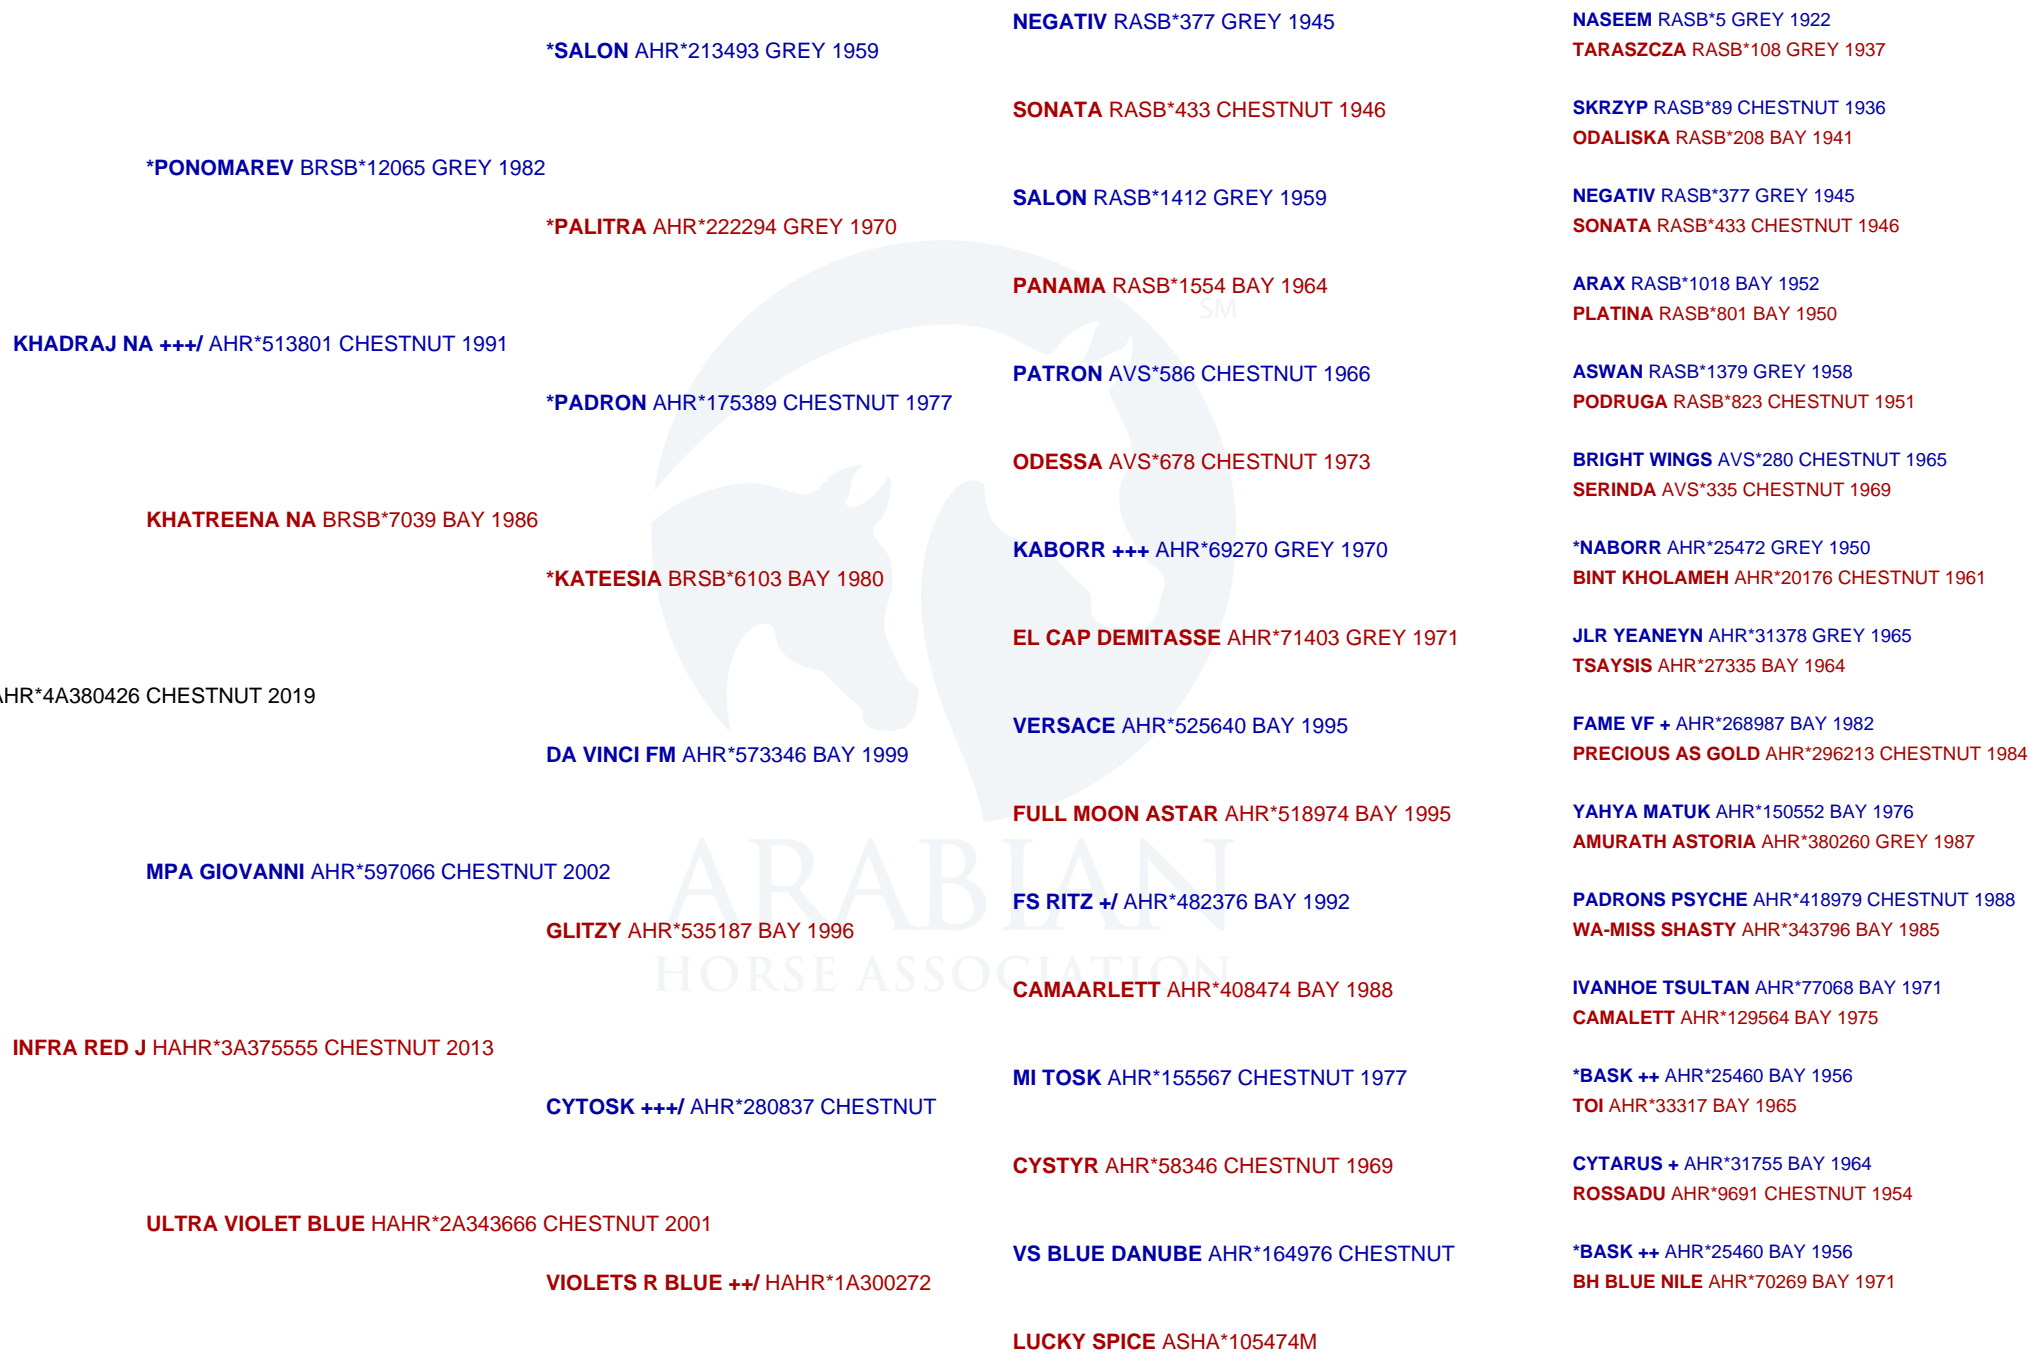 NEGATIV RASB*377 GREY 1945
NASEEM RASB*5 GREY 1922
*SALON AHR*213493 GREY 1959
TARASZCZA RASB*108 GREY 1937
SONATA RASB*433 CHESTNUT 1946
SKRZYP RASB*89 CHESTNUT 1936
ODALISKA RASB*208 BAY 1941
*PONOMAREV BRSB*12065 GREY 1982
SALON RASB*1412 GREY 1959
NEGATIV RASB*377 GREY 1945
*PALITRA AHR*222294 GREY 1970
SONATA RASB*433 CHESTNUT 1946
PANAMA RASB*1554 BAY 1964
ARAX RASB*1018 BAY 1952
SM
PLATINA RASB*801 BAY 1950
KHADRAJ NA +++/ AHR*513801 CHESTNUT 1991
PATRON AVS*586 CHESTNUT 1966
ASWAN RASB*1379 GREY 1958
*PADRON AHR*175389 CHESTNUT 1977
PODRUGA RASB*823 CHESTNUT 1951
ODESSA AVS*678 CHESTNUT 1973
BRIGHT WINGS AVS*280 CHESTNUT 1965
SERINDA AVS*335 CHESTNUT 1969
KHATREENA NA BRSB*7039 BAY 1986
KABORR +++ AHR*69270 GREY 1970
*NABORR AHR*25472 GREY 1950
*KATEESIA BRSB*6103 BAY 1980
BINT KHOLAMEH AHR*20176 CHESTNUT 1961
EL CAP DEMITASSE AHR*71403 GREY 1971
JLR YEANEYN AHR*31378 GREY 1965
TSAYSIS AHR*27335 BAY 1964
AHR*4A380426 CHESTNUT 2019
VERSACE AHR*525640 BAY 1995
FAME VF + AHR*268987 BAY 1982
DA VINCI FM AHR*573346 BAY 1999
PRECIOUS AS GOLD AHR*296213 CHESTNUT 1984
FULL MOON ASTAR AHR*518974 BAY 1995
YAHYA MATUK AHR*150552 BAY 1976
AMURATH ASTORIA AHR*380260 GREY 1987
MPA GIOVANNI AHR*597066 CHESTNUT 2002
ARABIAN
FS RITZ +/ AHR*482376 BAY 1992
PADRONS PSYCHE AHR*418979 CHESTNUT 1988
GLITZY AHR*535187 BAY 1996
WA-MISS SHASTY AHR*343796 BAY 1985
HORSE ASSOCIATION
CAMAARLETT AHR*408474 BAY 1988
IVANHOE TSULTAN AHR*77068 BAY 1971
CAMALETT AHR*129564 BAY 1975
INFRA RED J HAHR*3A375555 CHESTNUT 2013
MI TOSK AHR*155567 CHESTNUT 1977
*BASK ++ AHR*25460 BAY 1956
CYTOSK +++/ AHR*280837 CHESTNUT
TOI AHR*33317 BAY 1965
CYSTYR AHR*58346 CHESTNUT 1969
CYTARUS + AHR*31755 BAY 1964
ROSSADU AHR*9691 CHESTNUT 1954
ULTRA VIOLET BLUE HAHR*2A343666 CHESTNUT 2001
VS BLUE DANUBE AHR*164976 CHESTNUT
*BASK ++ AHR*25460 BAY 1956
VIOLETS R BLUE ++/ HAHR*1A300272
BH BLUE NILE AHR*70269 BAY 1971
LUCKY SPICE ASHA*105474M